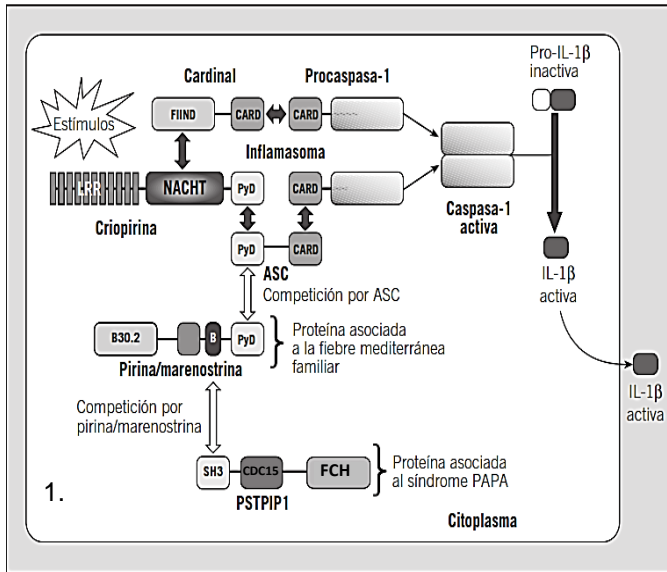 Cardinal
Procaspasa-1
Pro-IL-1β
inactiva
Estímulos
FIIND
CARD
CARD
Inflamasoma
LRR
NACHT
PyD
CARD
Criopirina
Caspasa-1
activa
PyD
CARD
ASC
IL-1β
activa
Competición por ASC
B30.2
B
PyD
Proteína asociada
a la fiebre mediterránea
familiar
Pirina/marenostrina
IL-1β
activa
Competición por
pirina/marenostrina
SH3
CDC15
FCH
Proteína asociada
al síndrome PAPA
PSTPIP1
1.
Citoplasma